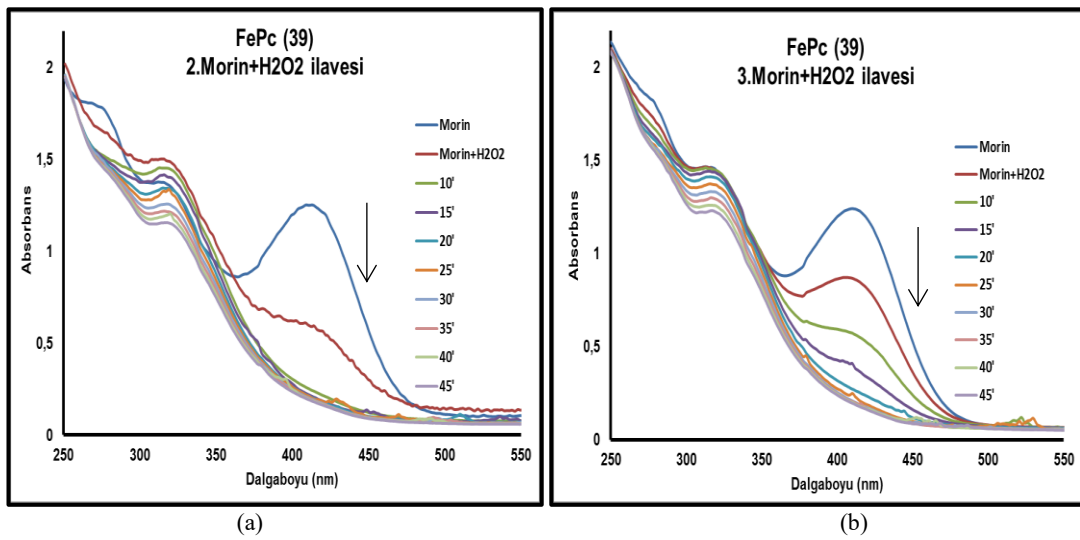 FePc (39)
2.Morin+H2O2 ilavesi
Absorbans
2
1,5
1
0,5
0
250 300 350 400 450 500 550
Dalgaboyu (nm)
Morin
Morin+H2O2
10'
15'
20'
25'
30'
35'
40'
45'
(a)
FePc (39)
3.Morin+H2O2 ilavesi
Absorbans
2
1,5
1
0,5
0
250 300 350 400 450 500 550
Dalgaboyu (nm)
Morin
Morin+H2O2
10'
15'
20'
25'
30'
35'
40'
45'
(b)